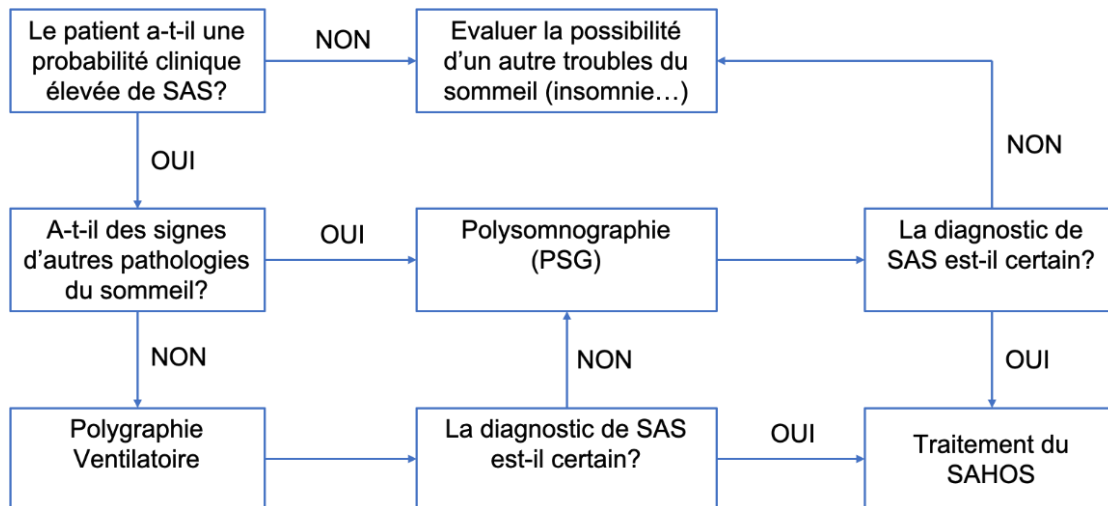 Le patient a-t-il une
probabilité clinique
élevée de SAS?
NON
Evaluer la possibilité
d'un autre troubles du
sommeil (insomnie…)
OUI
NON
A-t-il des signes
d'autres pathologies
du sommeil?
OUI
Polysomnographie
(PSG)
La diagnostic de
SAS est-il certain?
NON
NON
OUI
Polygraphie
Ventilatoire
La diagnostic de SAS
est-il certain?
OUI
Traitement du
SAHOS